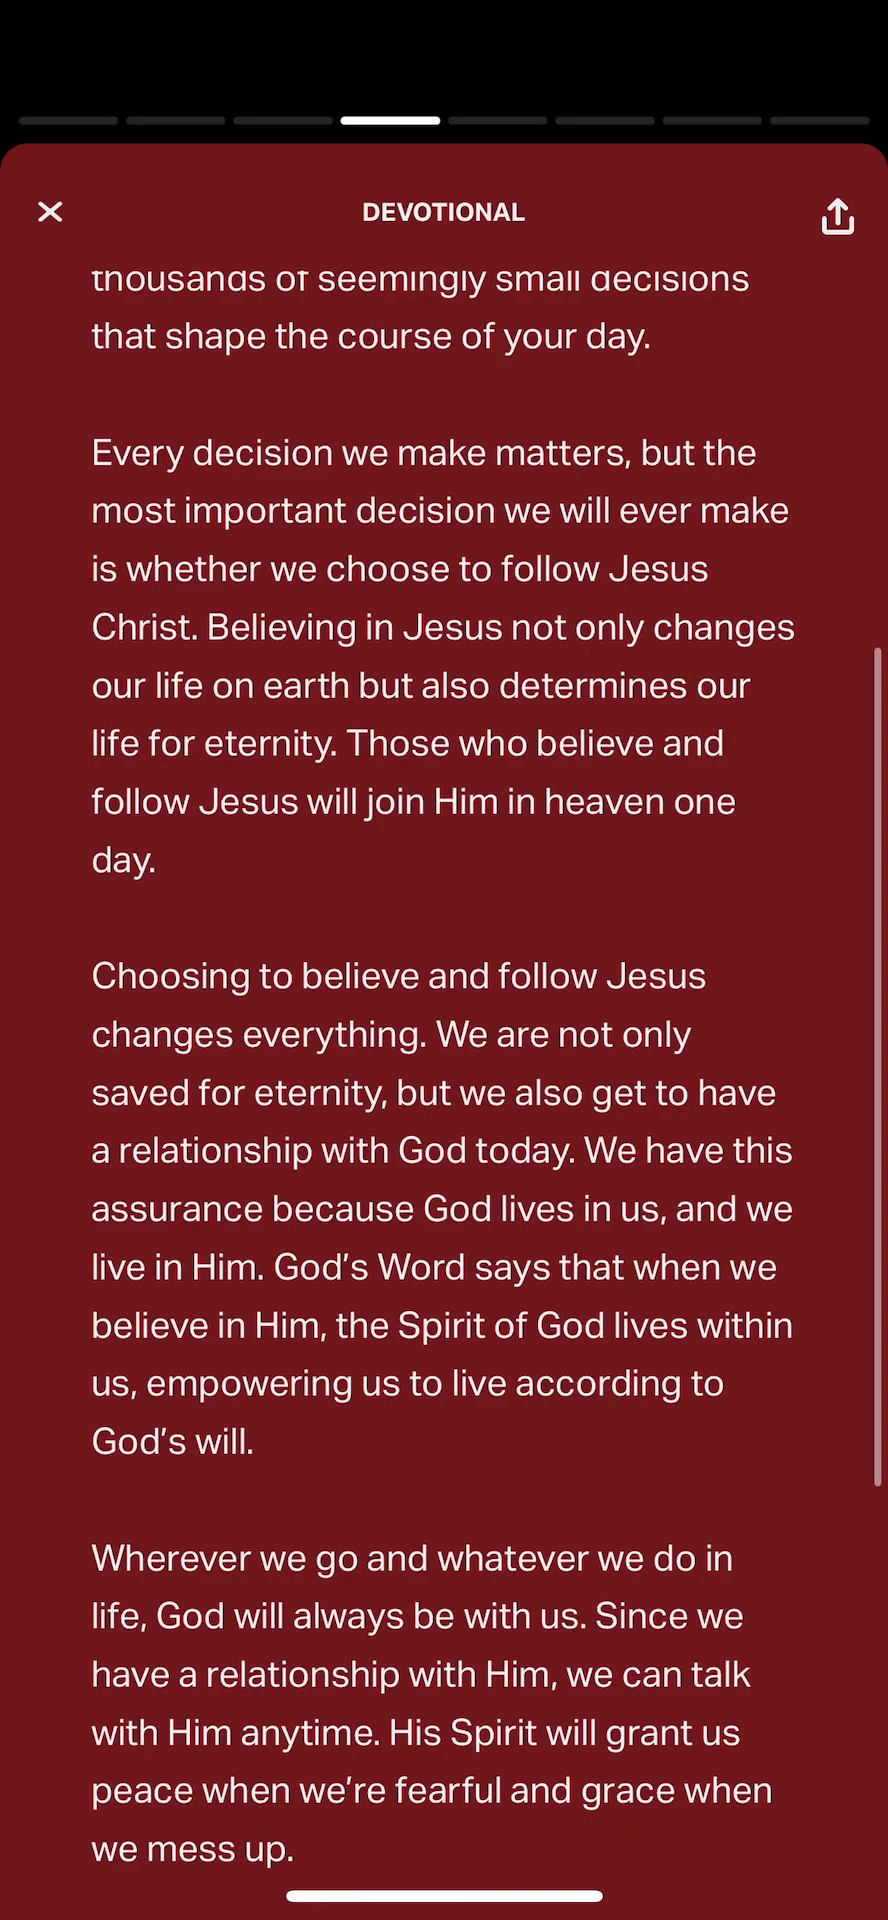 DEVOTIONAL
thousands of seemingly small decisions
that shape the course of your day.
Every decision we make matters, but the
most important decision we will ever make
is whether we choose to follow Jesus
Christ. Believing in Jesus not only changes
our life on earth but also determines our
life for eternity. Those who believe and
follow Jesus will join Him in heaven one
day.
Choosing to believe and follow Jesus
changes everything. We are not only
saved for eternity, but we also get to have
a relationship with God today. We have this
assurance because God lives in us, and we
live in Him. God’s Word says that when we
believe in Him, the Spirit of God lives within
us, empowering us to live according to
God’s will.
Wherever we go and whatever we do in
life, God will always be with us. Since we
have a relationship with Him, we can talk
with Him anytime. His Spirit will grant us
peace when we’re fearful and grace when
we mess up.